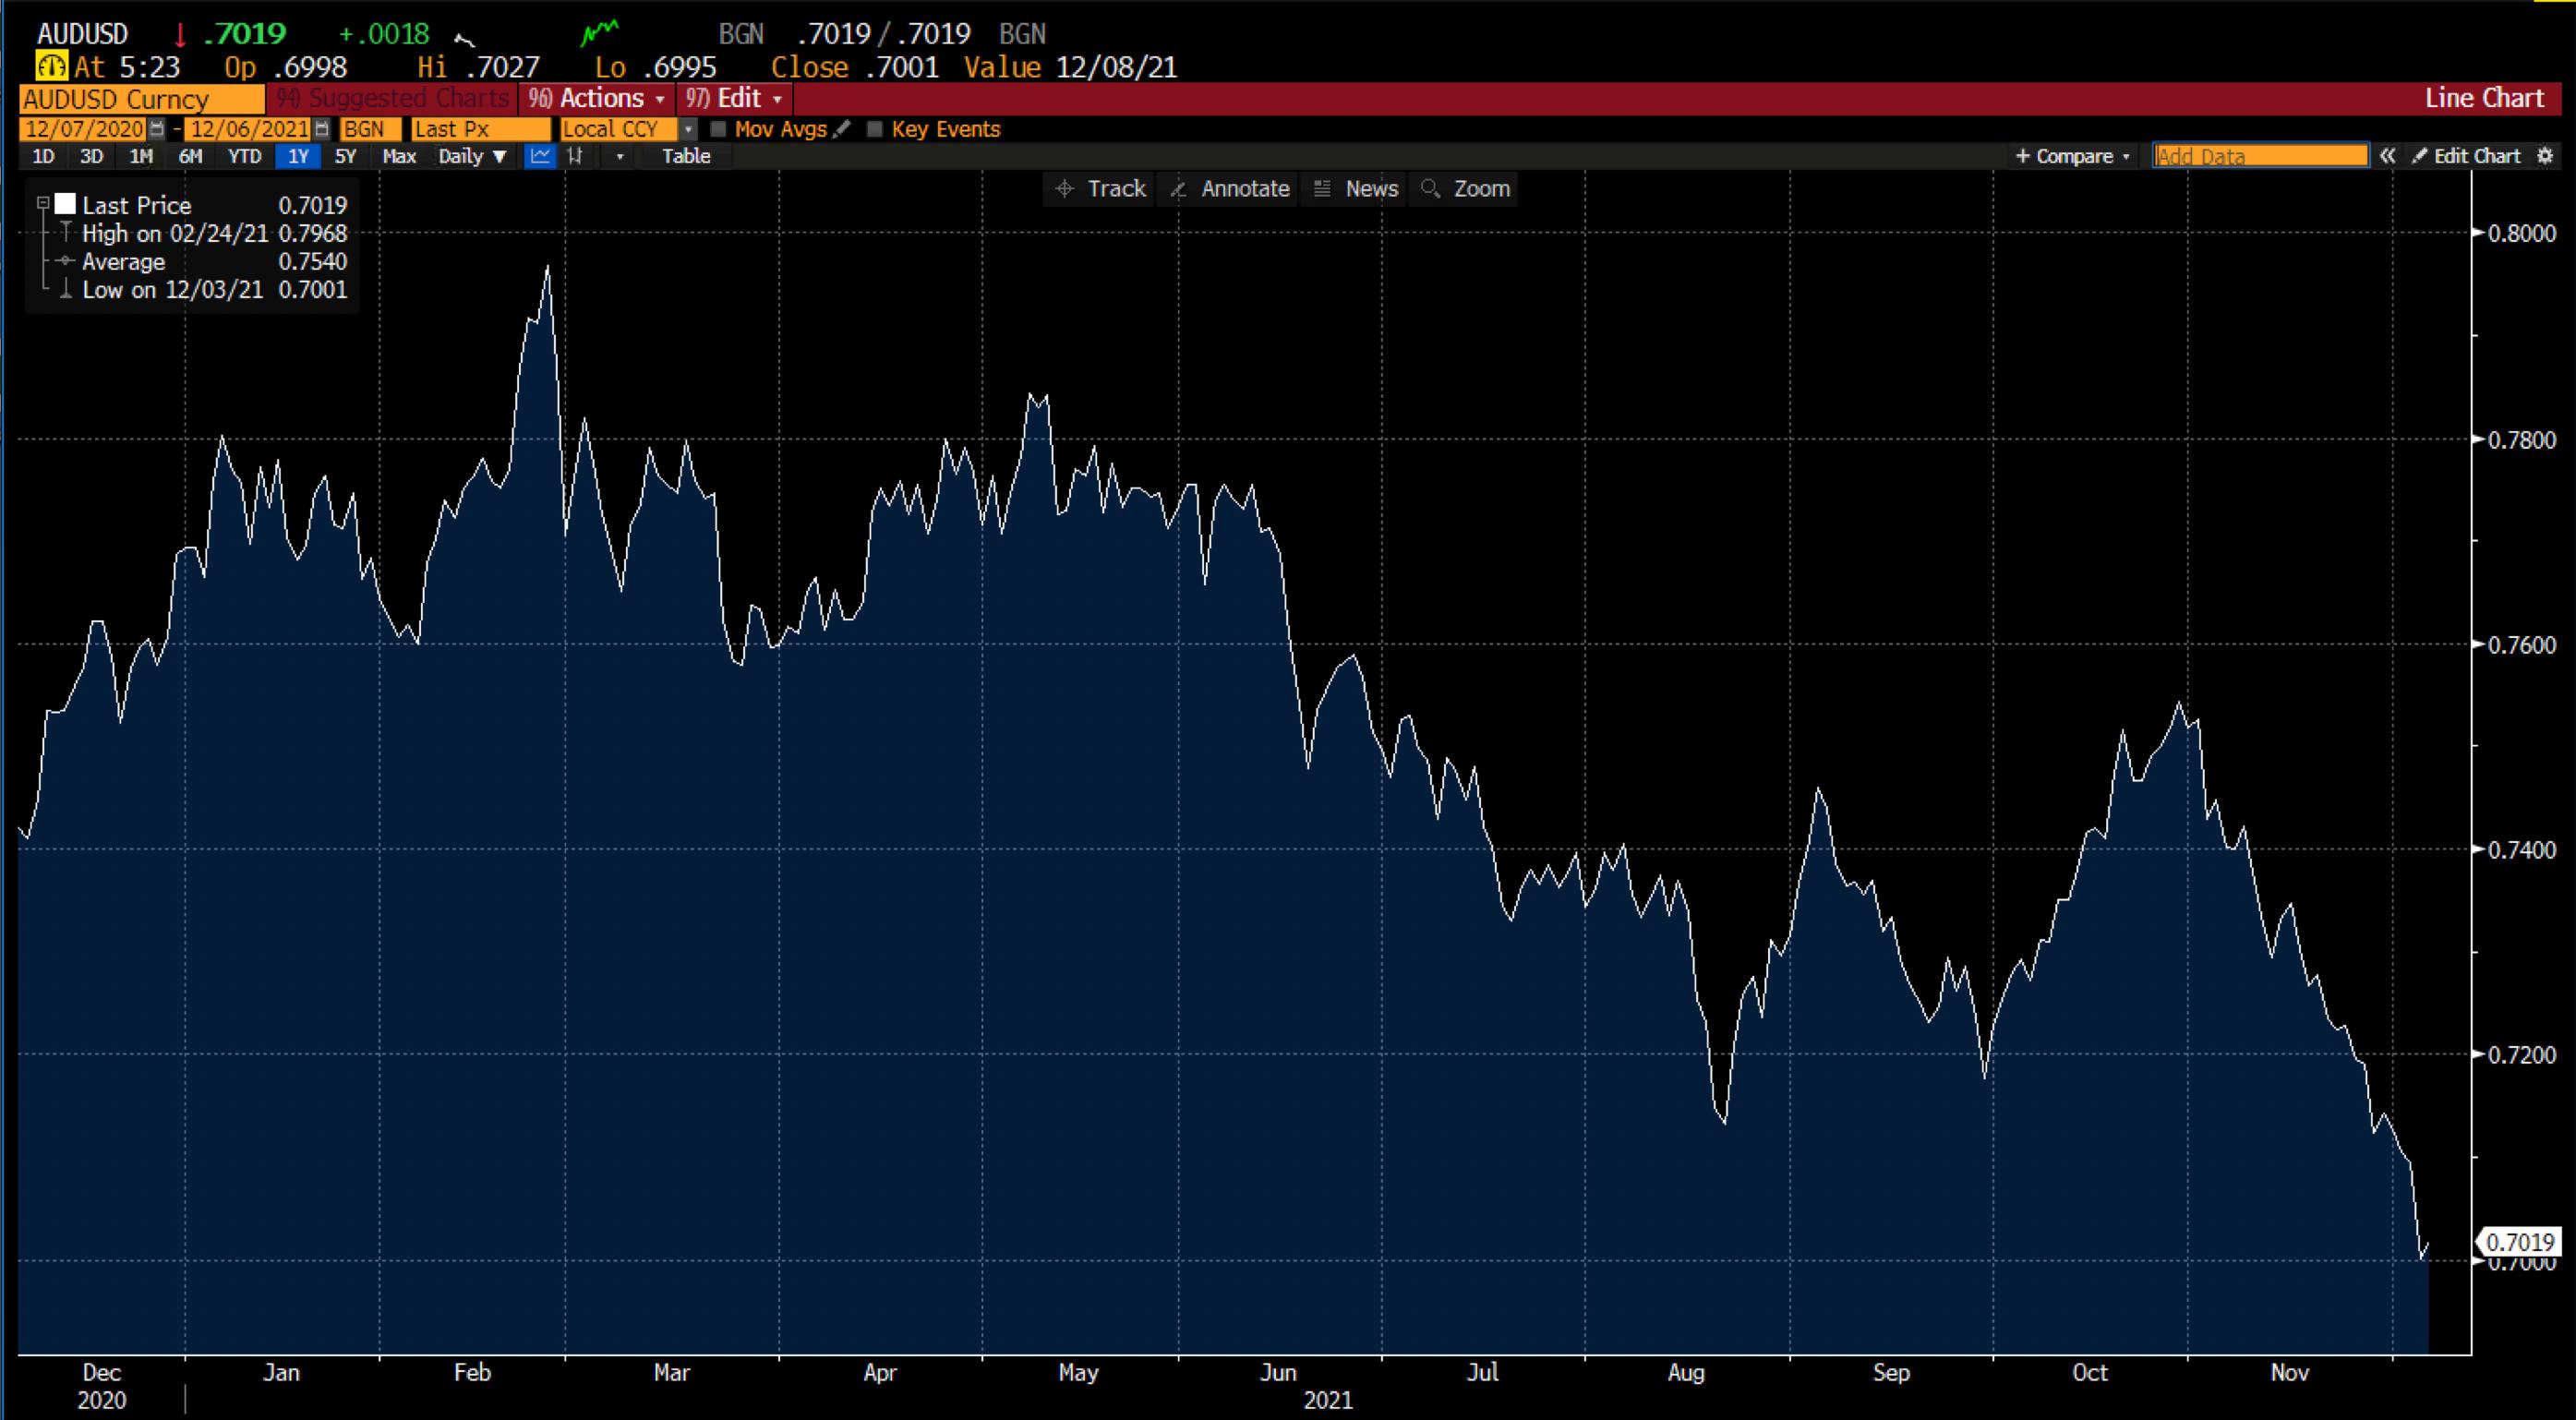 AUDUSD ↓ .7019 +.0018 BGN .7019 / .7019 BGN
At 5:23 Op .6998 Hi .7027 Lo .6995 Close .7001 Value 12/08/21
AUDUSD Curncy 94) Suggested Charts 96) Actions 97) Edit Line Chart
12/07/2020 - 12/06/2021 BGN Last Px Local CCY Mov Avgs Key Events
1D 3D 1M 6M YTD 1Y 5Y Max Daily ▼ Table + Compare Add Data « Edit Chart
Track Annotate News Zoom
Last Price 0.7019
High on 02/24/21 0.7968
Average 0.7540
Low on 12/03/21 0.7001
0.8000
0.7800
0.7600
0.7400
0.7200
0.7019
0.7000
Dec Jan Feb Mar Apr May Jun Jul Aug Sep Oct Nov
2020 2021